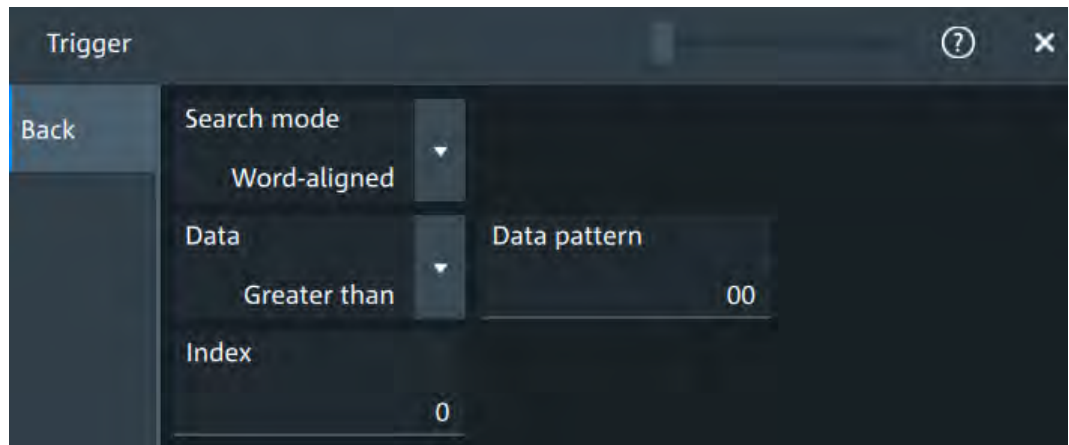 Trigger
Back
Search mode
Word-aligned
Data
Data pattern
Greater than
00
Index
0